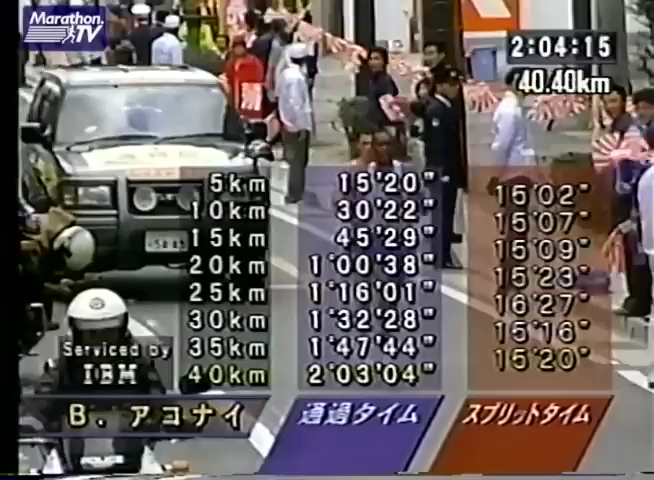 Marathon.
TV
2:04:15
40.40km
5km 15'20"
10km 30'22" 15'02"
15km 45'29" 15'07"
20km 1°00'38" 15'09"
25km 1°16'01" 15'23"
30km 1°32'28" 16'27"
35km 1°47'44" 15'16"
40km 2°03'04" 15'20"
Serviced by
IBM
B. アコナイ 通過タイム スプリットタイム
POLICE